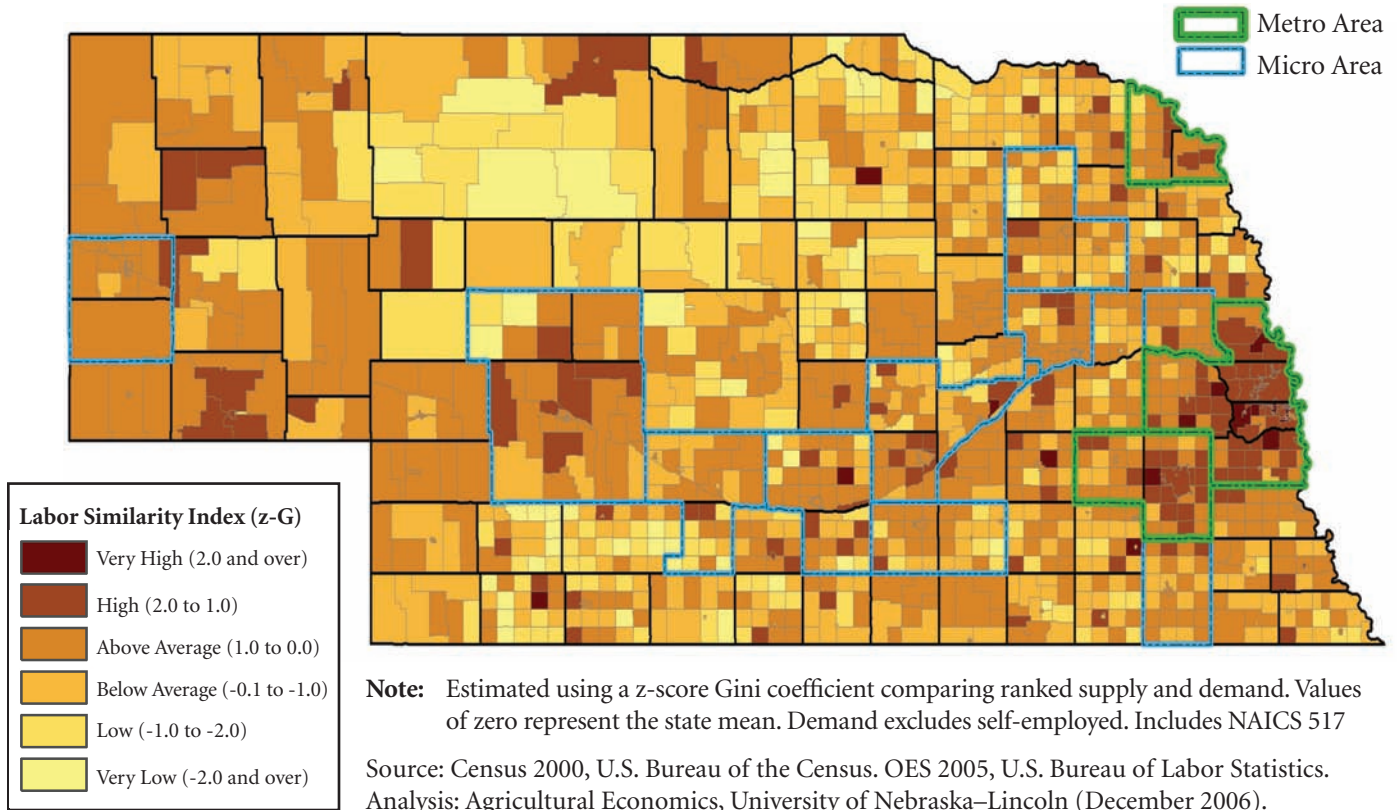 Metro Area
Micro Area
Labor Similarity Index (z-G)
Very High (2.0 and over)
High (2.0 to 1.0)
Above Average (1.0 to 0.0)
Below Average (-0.1 to -1.0)
Low (-1.0 to -2.0)
Very Low (-2.0 and over)
Note: Estimated using a z-score Gini coefficient comparing ranked supply and demand. Values
of zero represent the state mean. Demand excludes self-employed. Includes NAICS 517
Source: Census 2000, U.S. Bureau of the Census. OES 2005, U.S. Bureau of Labor Statistics.
Analysis: Agricultural Economics, University of Nebraska–Lincoln (December 2006).